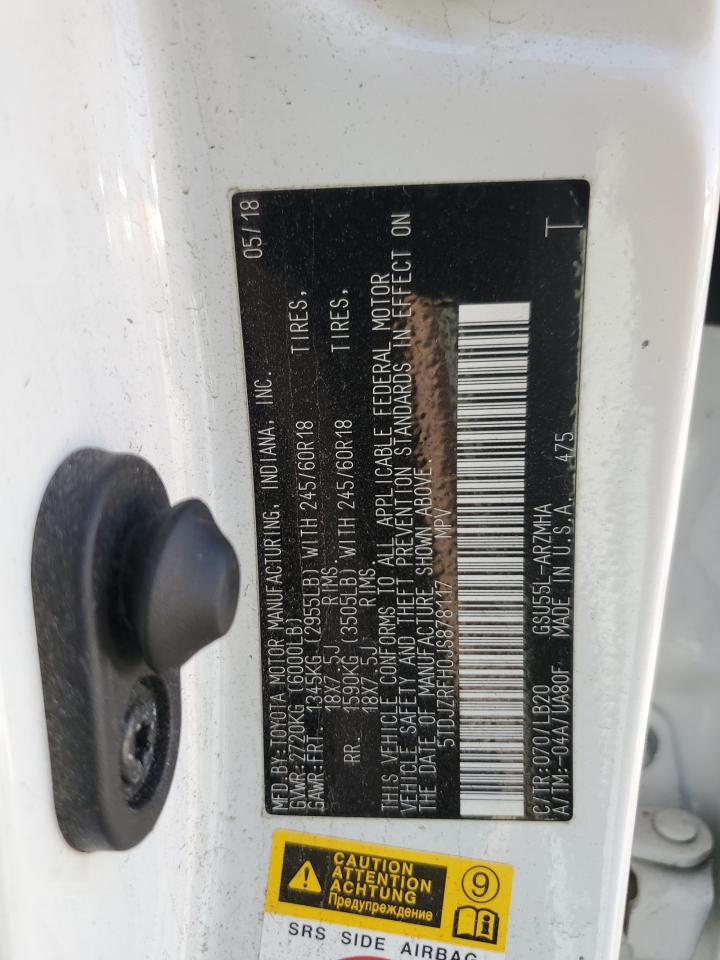 MFD.BY:TOYOTA MOTOR MANUFACTURING, INDIANA, INC. 05/18
GVWR:2720KG(6000LB)
GAWR:FRT. 1345KG (2955LB) WITH 245/60R18 TIRES,
18X7.5J RIMS.
RR. 1590KG (3505LB) WITH 245/60R18 TIRES,
18X7.5J RIMS.
THIS VEHICLE CONFORMS TO ALL APPLICABLE FEDERAL MOTOR
VEHICLE SAFETY AND THEFT PREVENTION STANDARDS IN EFFECT ON
THE DATE OF MANUFACTURE SHOWN ABOVE.
5TDJZRFH0JS878117 MPV
C/TR:070/LB20 GSU55L-ARZMHA T
A/TM:-04A/UA80F MADE IN U.S.A. 475
CAUTION
ATTENTION
ACHTUNG
Предупреждение
9
SRS SIDE AIRBAG